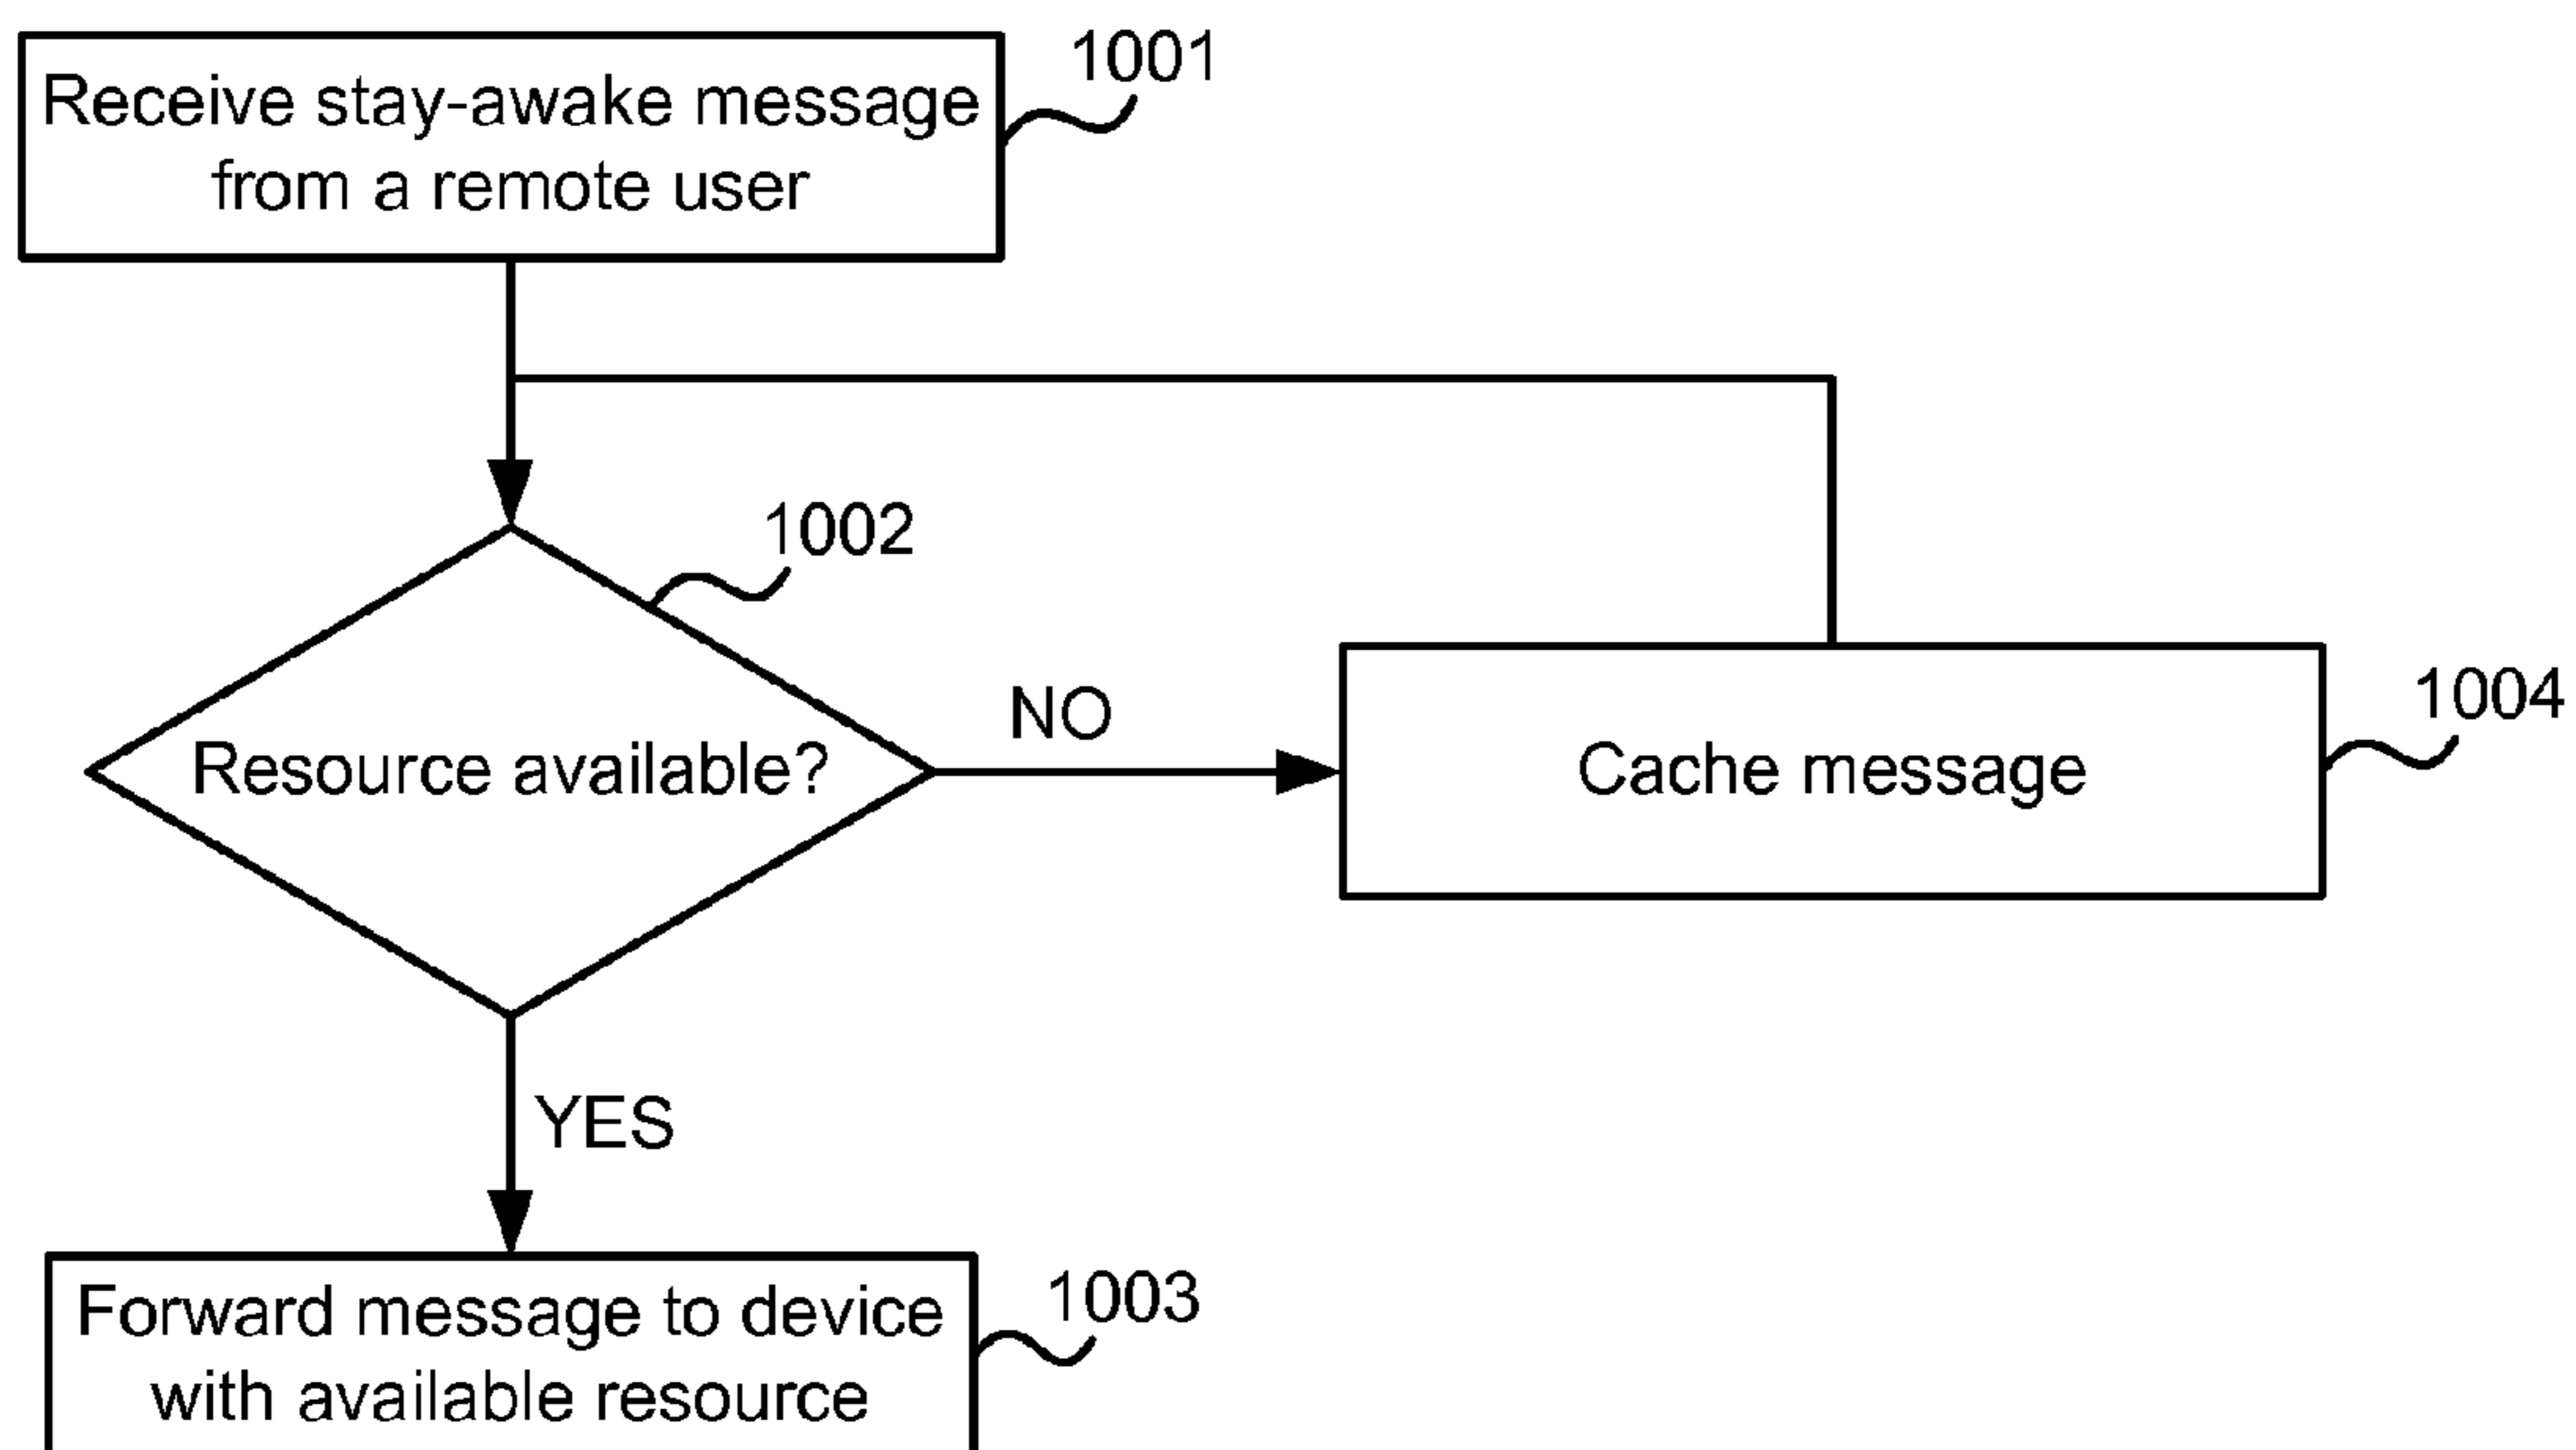 Receive stay-awake message
from a remote user
1001
1002
Resource available?
NO
Cache message
1004
YES
Forward message to device
with available resource
1003